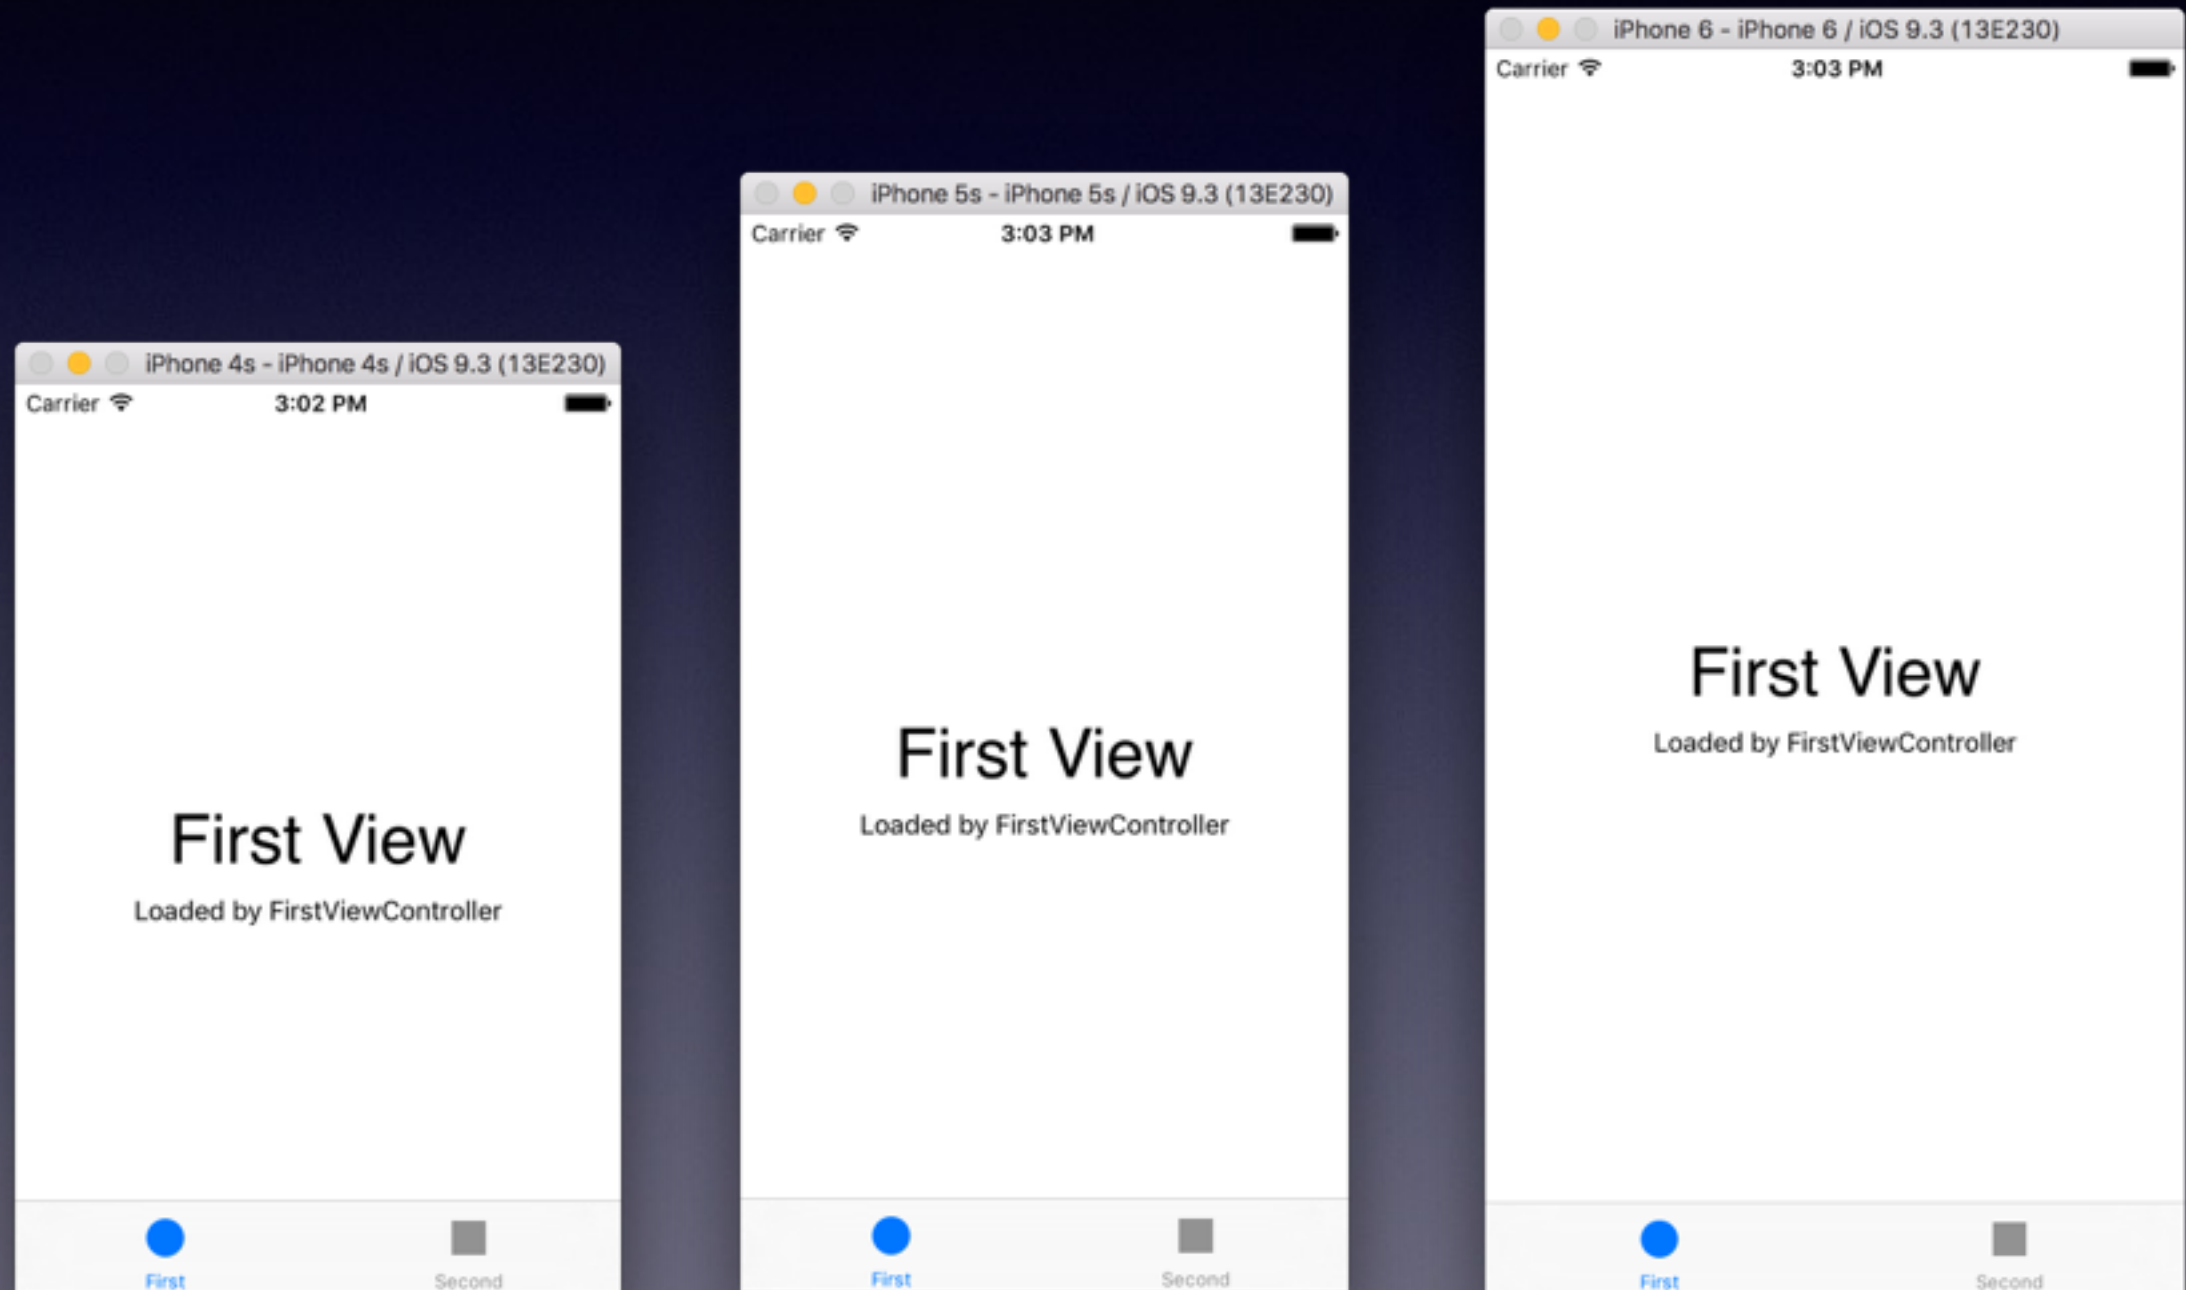 iPhone 4s - iPhone 4s / iOS 9.3 (13E230)
Carrier 3:02 PM
First View
Loaded by FirstViewController
First Second
iPhone 5s - iPhone 5s / iOS 9.3 (13E230)
Carrier 3:03 PM
First View
Loaded by FirstViewController
First Second
iPhone 6 - iPhone 6 / iOS 9.3 (13E230)
Carrier 3:03 PM
First View
Loaded by FirstViewController
First Second